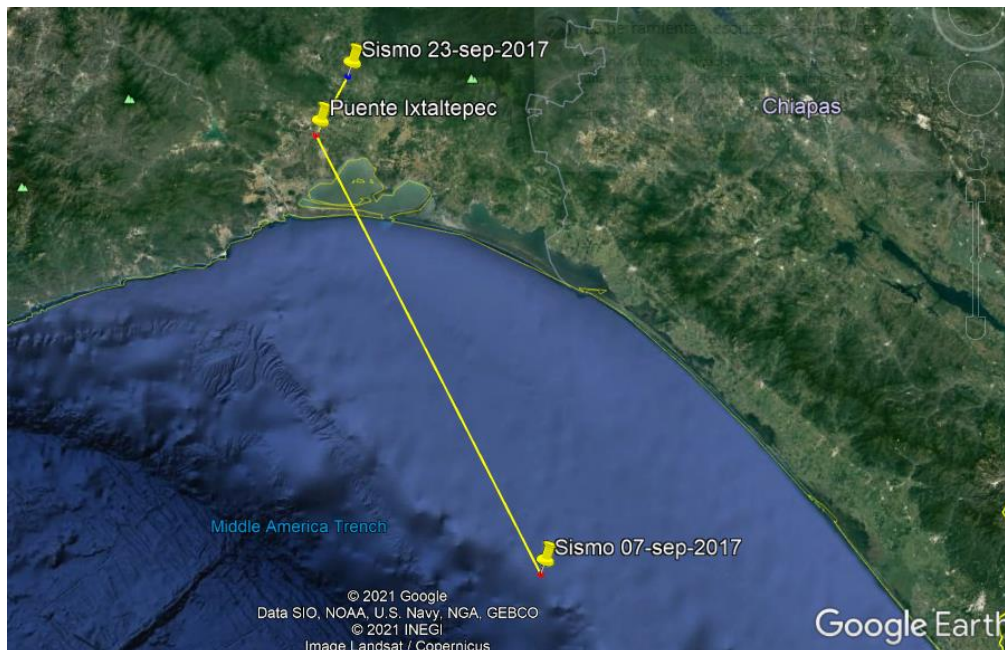 Sismo 23-sep-2017
Puente Ixtaltepec
Chiapas
Middle America Trench
Sismo 07-sep-2017
© 2021 Google
Data SIO, NOAA, U.S. Navy, NGA, GEBCO
© 2021 INEGI
Image Landsat / Copernicus
Google Earth